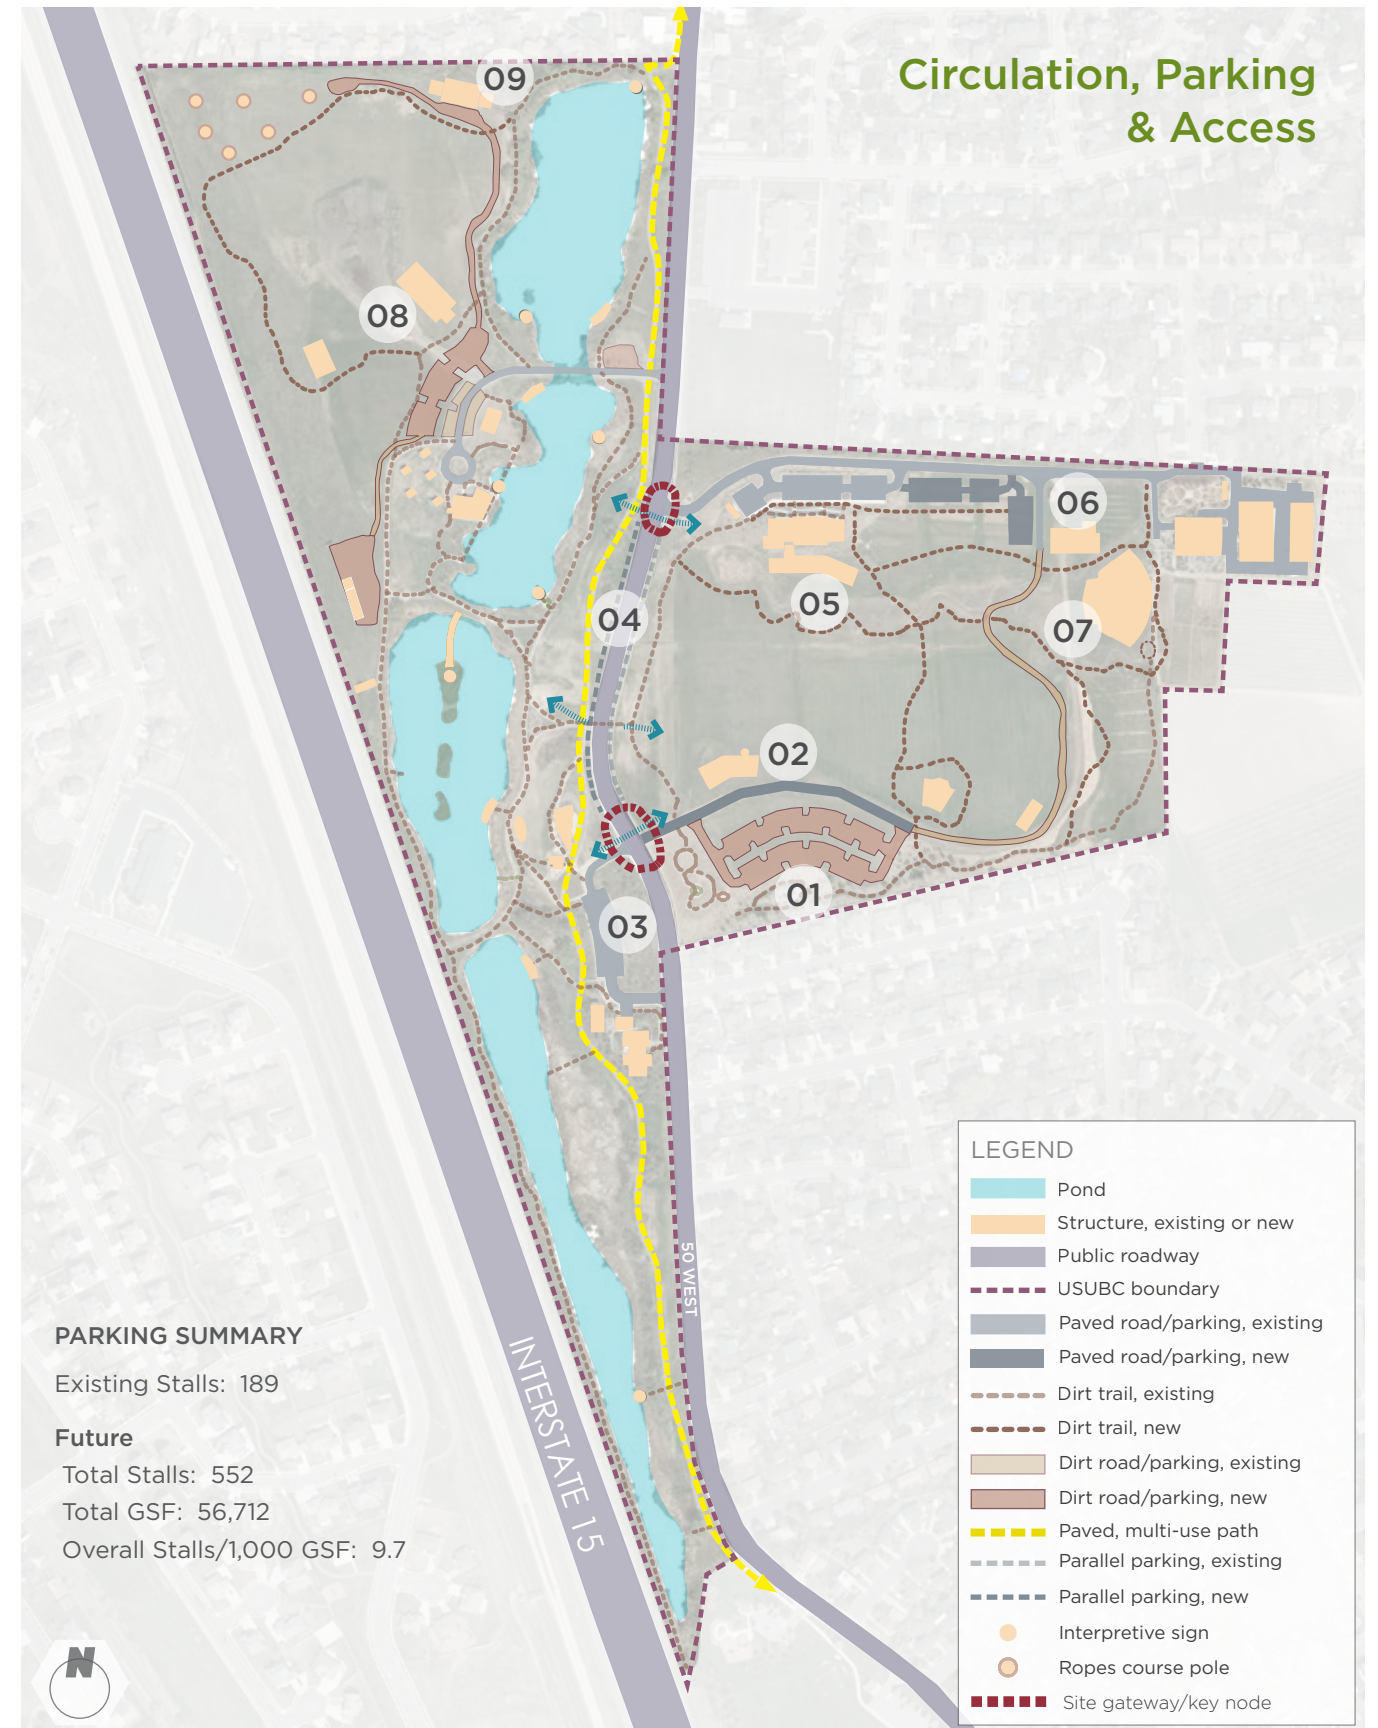 Circulation, Parking
& Access
09
08
06
05
04
07
02
01
03
50 WEST
INTERSTATE 15
PARKING SUMMARY
Existing Stalls: 189
Future
Total Stalls: 552
Total GSF: 56,712
Overall Stalls/1,000 GSF: 9.7
N
LEGEND
Pond
Structure, existing or new
Public roadway
USUBC boundary
Paved road/parking, existing
Paved road/parking, new
Dirt trail, existing
Dirt trail, new
Dirt road/parking, existing
Dirt road/parking, new
Paved, multi-use path
Parallel parking, existing
Parallel parking, new
Interpretive sign
Ropes course pole
Site gateway/key node